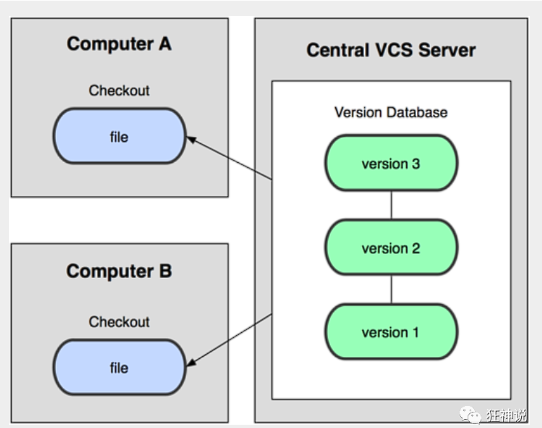 Computer A
Checkout
file
Central VCS Server
Version Database
version 3
version 2
version 1
Computer B
Checkout
file
狂神说